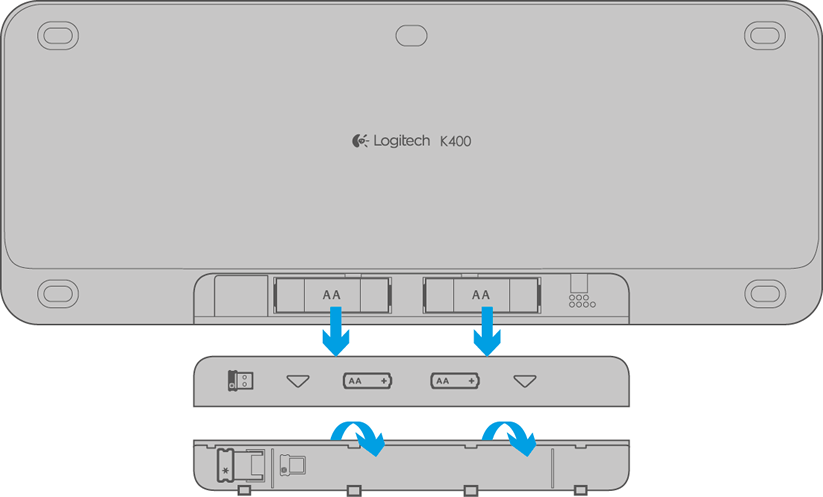 Logitech K400
AA AA
AA + AA +
*